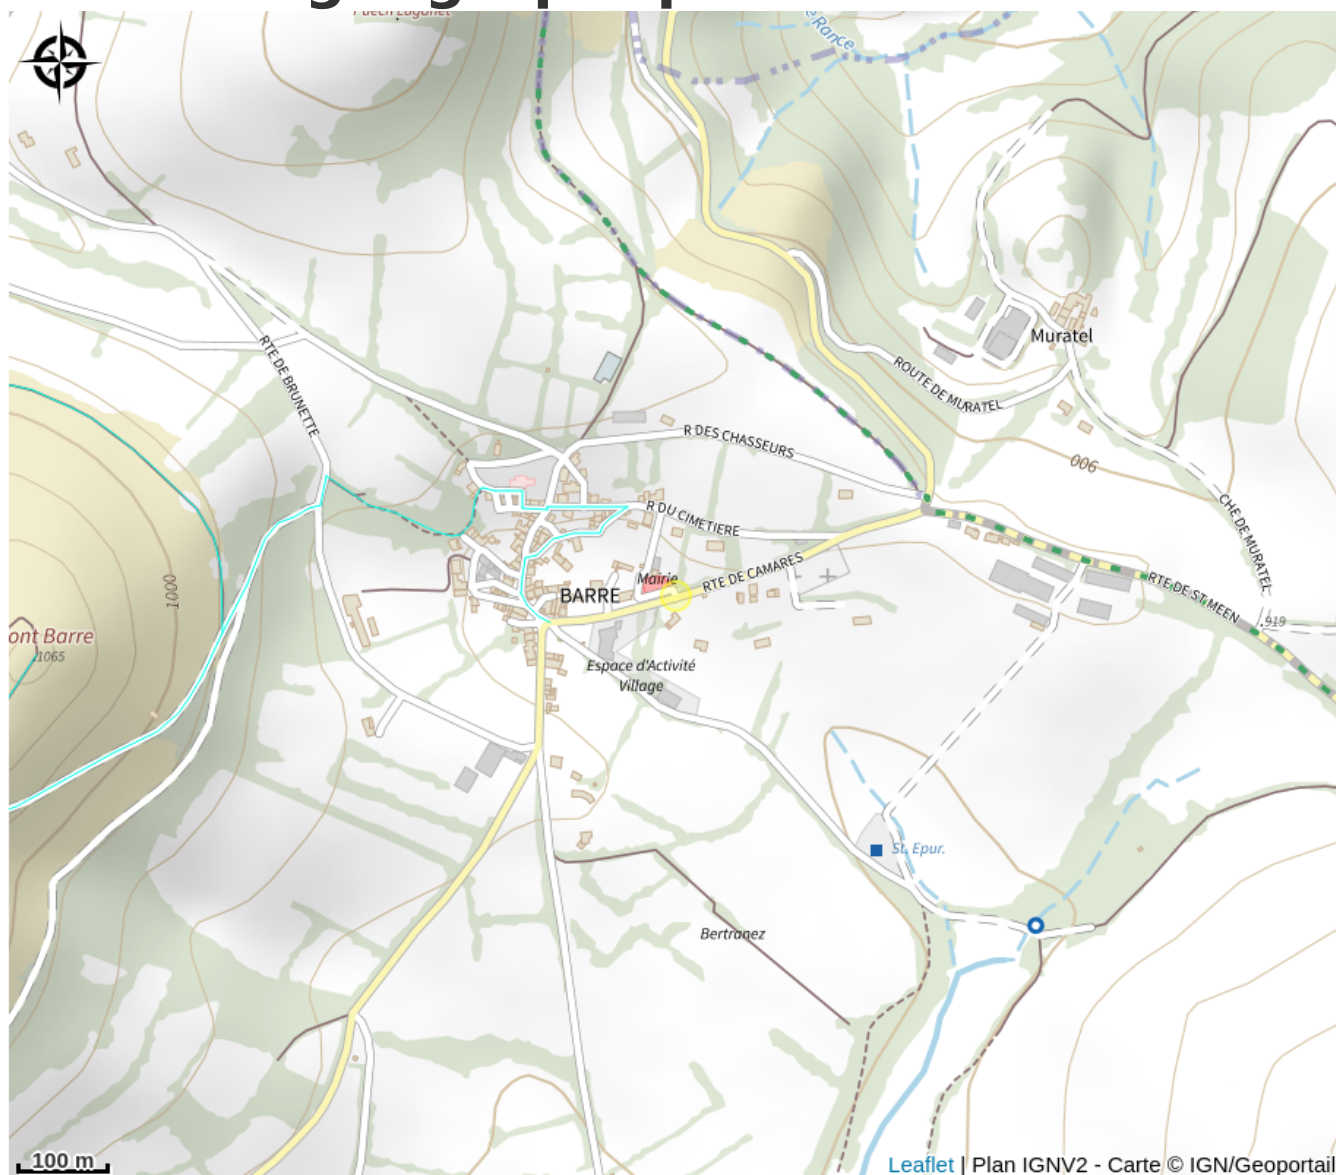 Rance
RTE DE BRUNETTE
Muratel
ROUTE DE MURATEL
R DES CHASSEURS
900
R DU CIMETIERE
CHE DE MURATEL
Mairie
RTE DE CAMARES
RTE DE ST MEEN
1000
BARRE
919
ont Barre
1065
Espace d'Activité
Village
St. Epur.
Bertranez
100 m
Leaflet | Plan IGNV2 - Carte © IGN/Geoportail